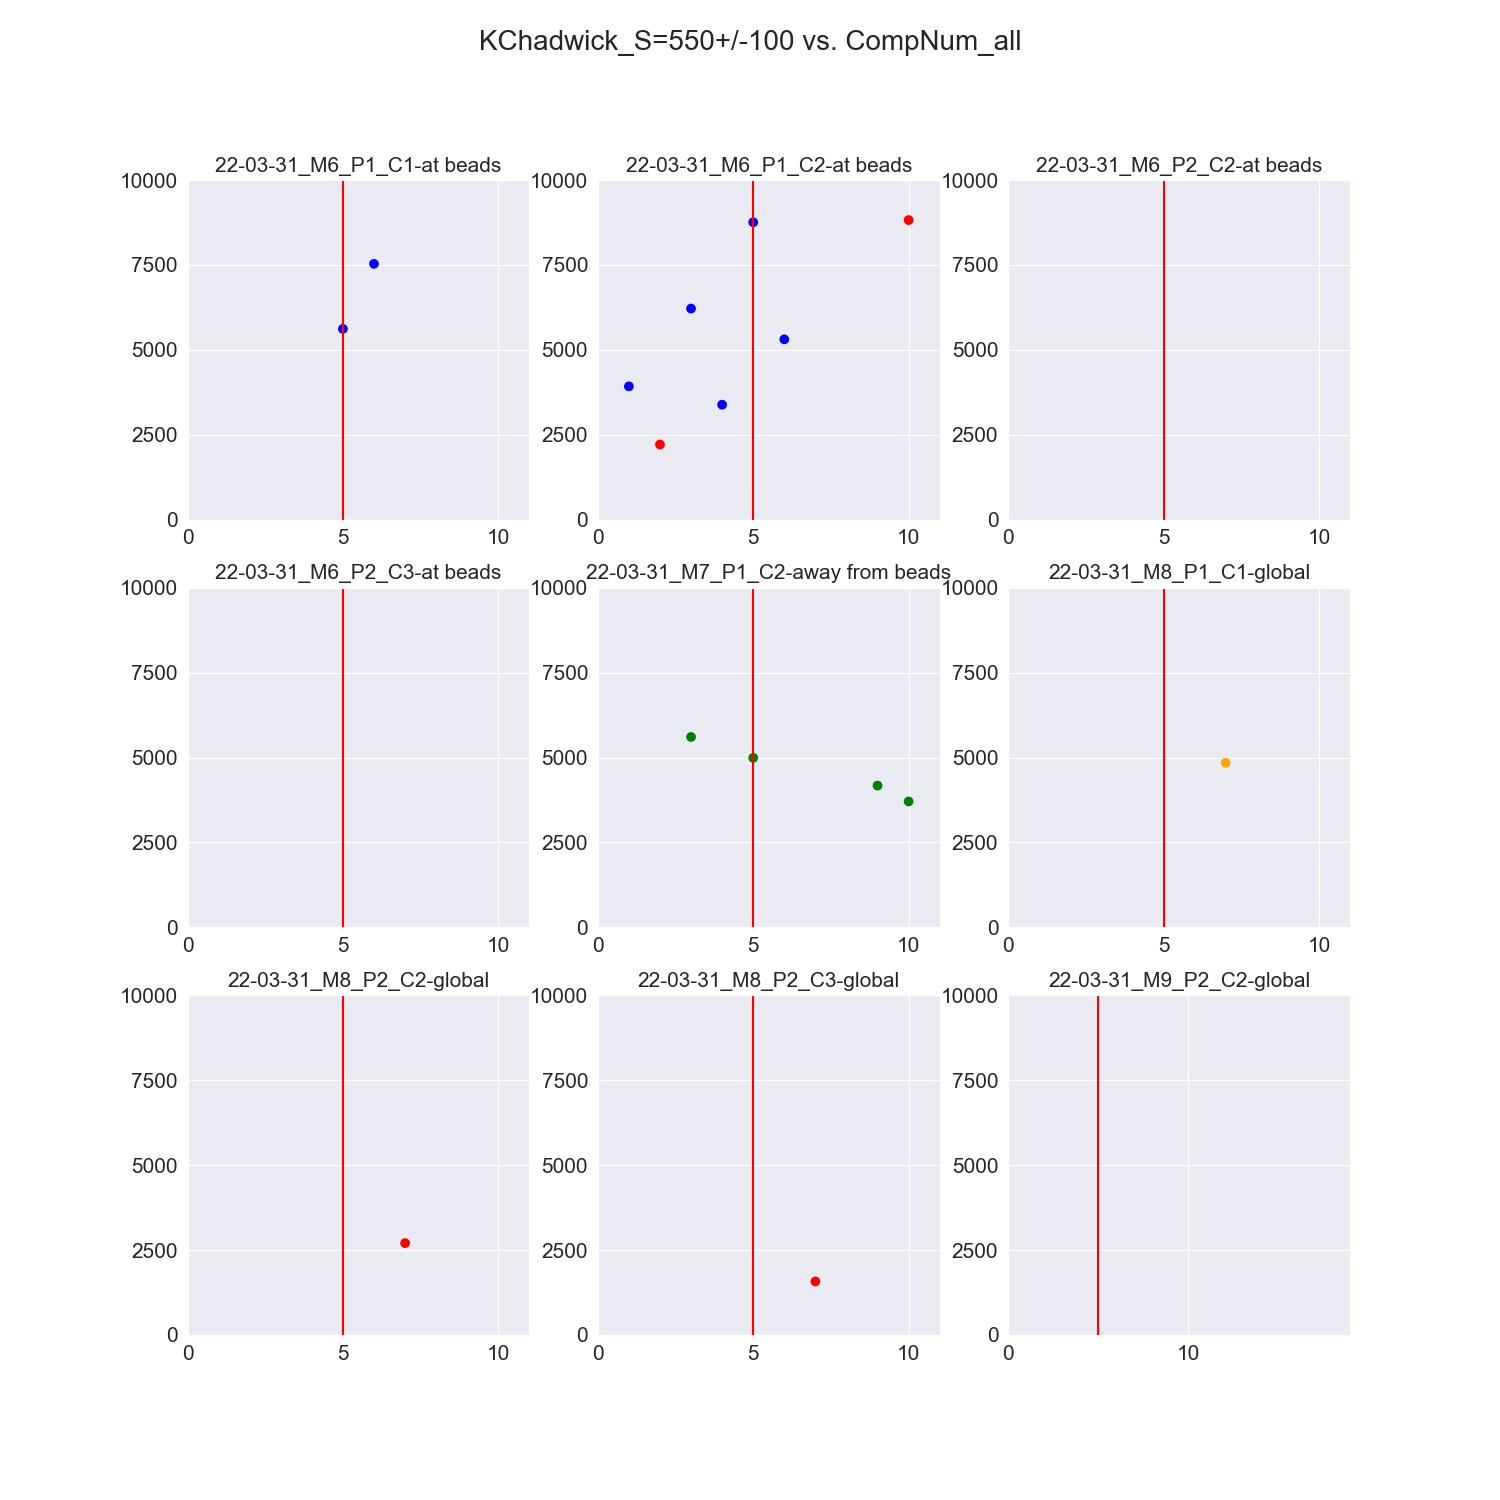 KChadwick_S=550+/-100 vs. CompNum_all
22-03-31_M6_P1_C1-at beads
10000
7500
5000
2500
0
0 5 10
22-03-31_M6_P1_C2-at beads
10000
7500
5000
2500
0
0 5 10
22-03-31_M6_P2_C2-at beads
10000
7500
5000
2500
0
0 5 10
22-03-31_M6_P2_C3-at beads
10000
7500
5000
2500
0
0 5 10
22-03-31_M7_P1_C2-away from beads
10000
7500
5000
2500
0
0 5 10
22-03-31_M8_P1_C1-global
10000
7500
5000
2500
0
0 5 10
22-03-31_M8_P2_C2-global
10000
7500
5000
2500
0
0 5 10
22-03-31_M8_P2_C3-global
10000
7500
5000
2500
0
0 5 10
22-03-31_M9_P2_C2-global
10000
7500
5000
2500
0
0 10